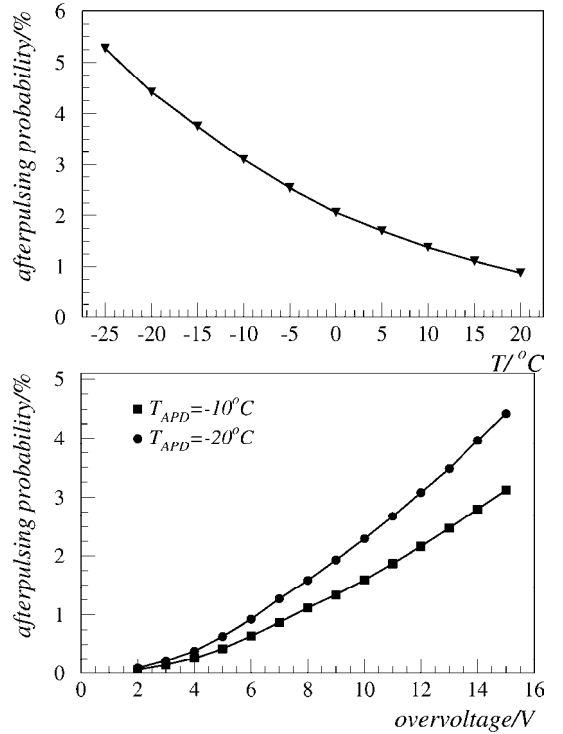 afterpulsing probability/%
6
5
4
3
2
1
0
-25 -20 -15 -10 -5 0 5 10 15 20
T/ °C
afterpulsing probability/%
5
4
3
2
1
0
T_APD=-10°C
T_APD=-20°C
0 2 4 6 8 10 12 14 16
overvoltage/V